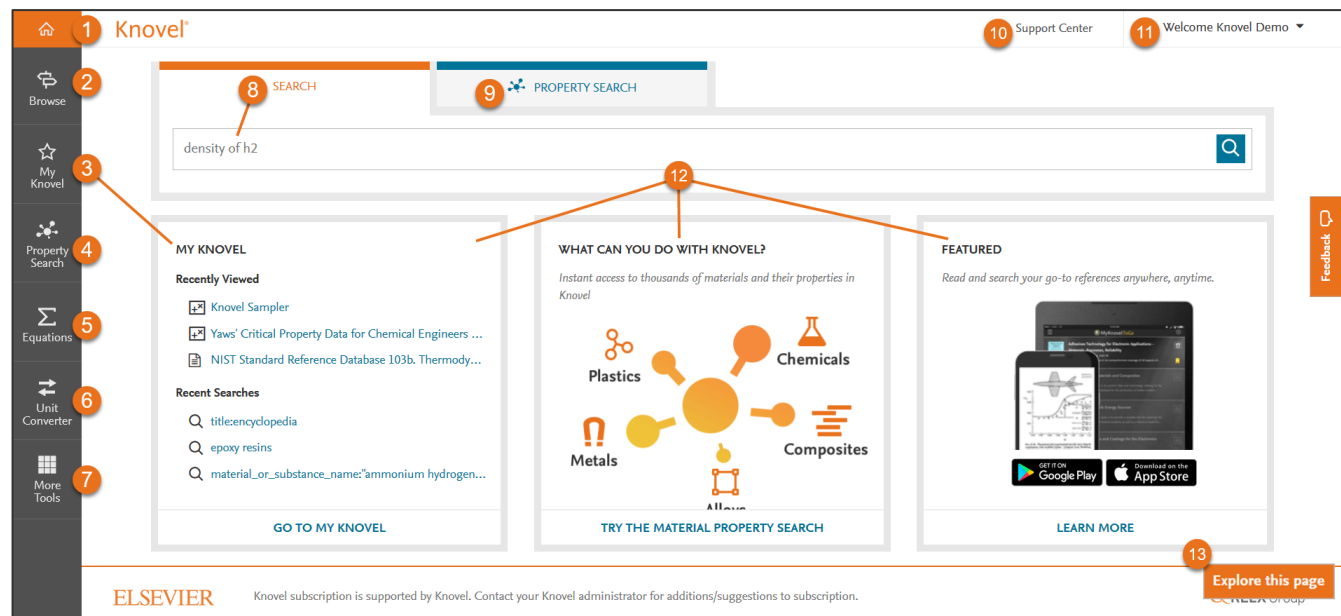 1
Knovel®
10
Support Center
11
Welcome Knovel Demo
2
Browse
3
My
Knovel
4
Property
Search
5
Equations
6
Unit
Converter
7
More
Tools
8
SEARCH
9
PROPERTY SEARCH
density of h2
12
MY KNOVEL
Recently Viewed
Knovel Sampler
Yaws' Critical Property Data for Chemical Engineers ...
NIST Standard Reference Database 103b. Thermody...
Recent Searches
title:encyclopedia
epoxy resins
material_or_substance_name:"ammonium hydrogen...
GO TO MY KNOVEL
WHAT CAN YOU DO WITH KNOVEL?
Instant access to thousands of materials and their properties in
Knovel
Plastics
Chemicals
Metals
Composites
Alloys
TRY THE MATERIAL PROPERTY SEARCH
FEATURED
Read and search your go-to references anywhere, anytime.
MyKnovelToGo
GET IT ON
Google Play
Download on the
App Store
LEARN MORE
Feedback
13
Explore this page
ELSEVIER
Knovel subscription is supported by Knovel. Contact your Knovel administrator for additions/suggestions to subscription.
RELX Group